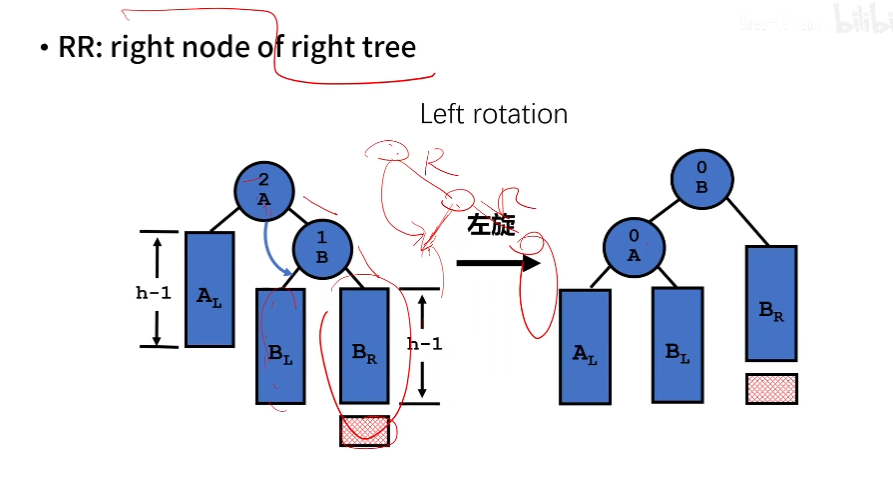 • RR: right node of right tree
bilibili
Left rotation
R
R
左旋
2
A
1
B
0
B
0
A
h-1
A_L
B_L
B_R
h-1
A_L
B_L
B_R